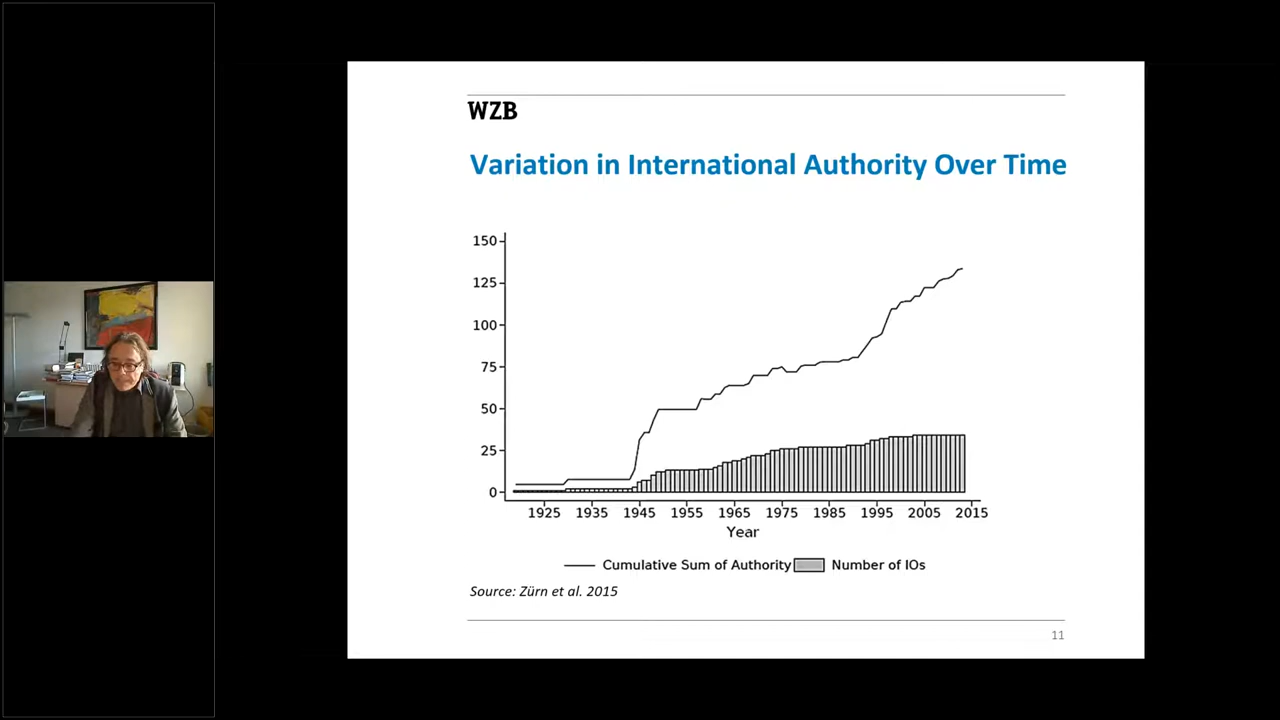 WZB
Variation in International Authority Over Time
150
125
100
75
50
25
0
1925 1935 1945 1955 1965 1975 1985 1995 2005 2015
Year
Cumulative Sum of Authority Number of IOs
Source: Zürn et al. 2015
11